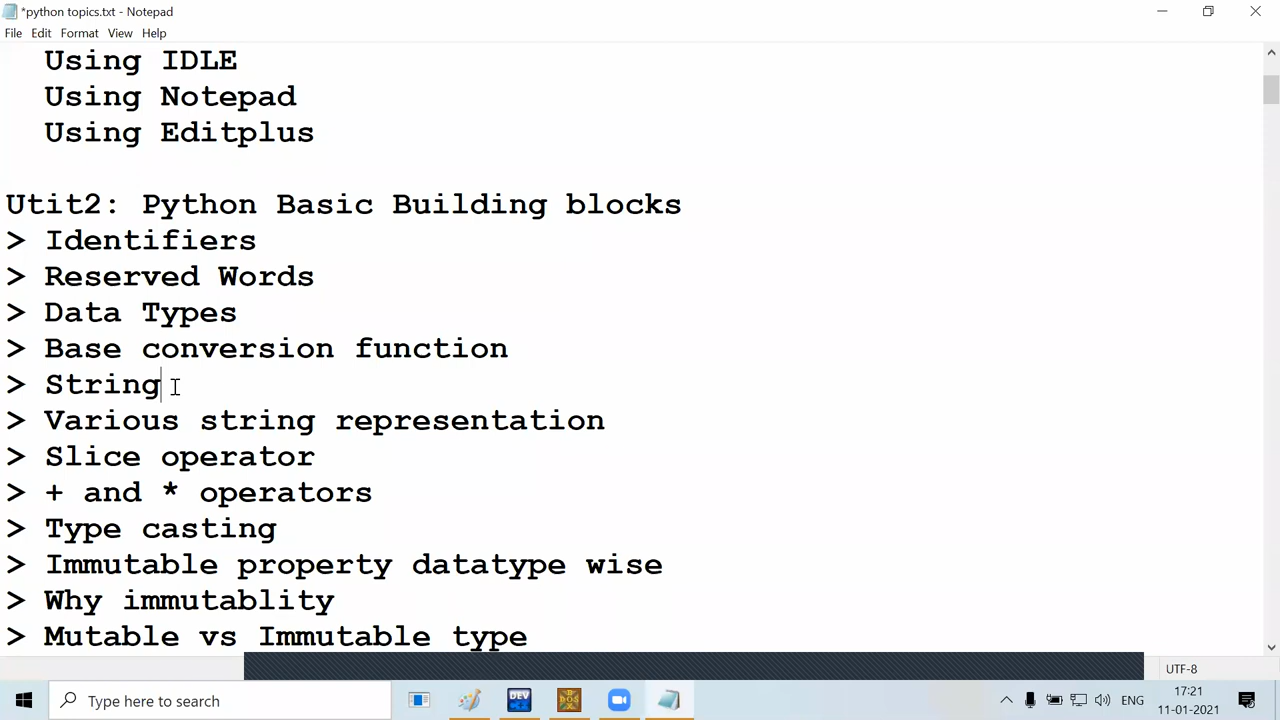 *python topics.txt - Notepad
File Edit Format View Help
Using IDLE
Using Notepad
Using Editplus
Utit2: Python Basic Building blocks
> Identifiers
> Reserved Words
> Data Types
> Base conversion function
> String
> Various string representation
> Slice operator
> + and * operators
> Type casting
> Immutable property datatype wise
> Why immutablity
> Mutable vs Immutable type
UTF-8
Type here to search
DEV
DOS
ENG
17:21
11-01-2021